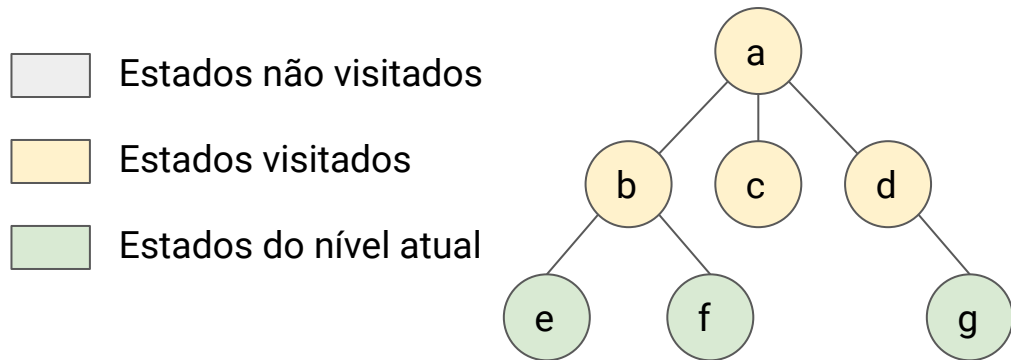 a
Estados não visitados
Estados visitados
b
c
d
Estados do nível atual
e
f
g